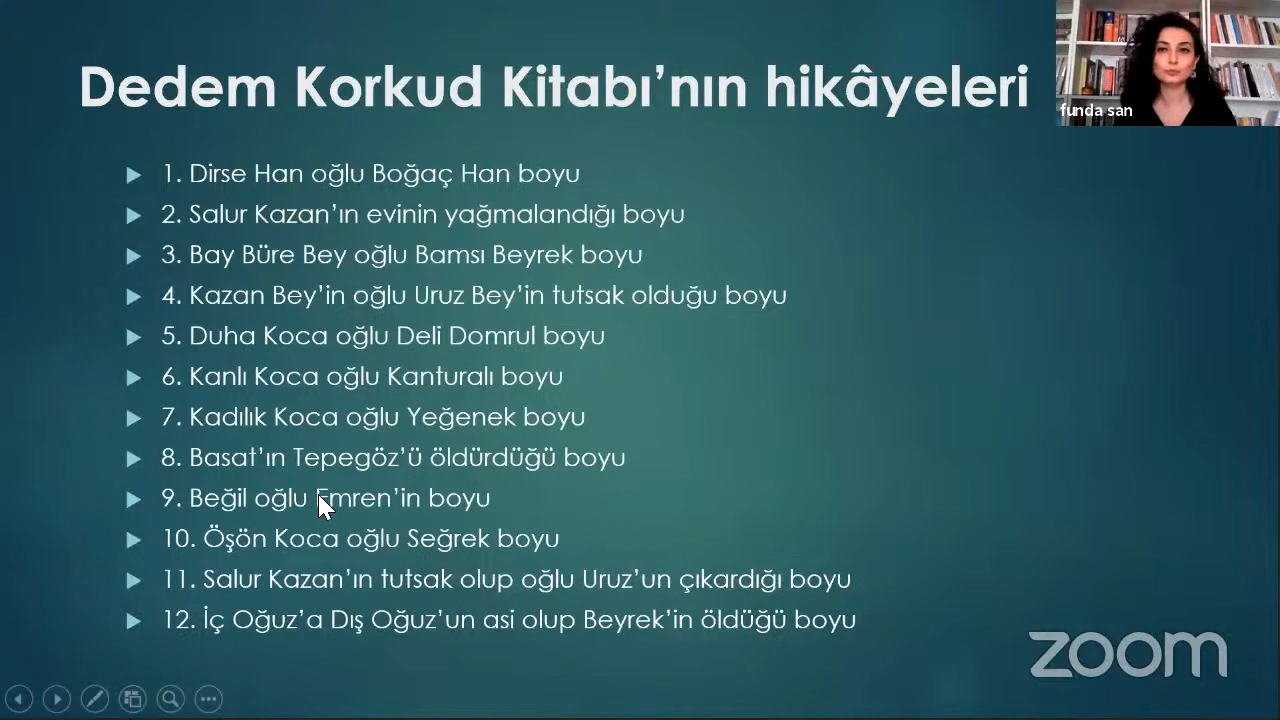 Dedem Korkud Kitabı’nın hikâyeleri
funda san
1. Dirse Han oğlu Boğaç Han boyu
2. Salur Kazan’ın evinin yağmalandığı boyu
3. Bay Büre Bey oğlu Bamsı Beyrek boyu
4. Kazan Bey’in oğlu Uruz Bey’in tutsak olduğu boyu
5. Duha Koca oğlu Deli Domrul boyu
6. Kanlı Koca oğlu Kanturalı boyu
7. Kadılık Koca oğlu Yeğenek boyu
8. Basat’ın Tepegöz’ü öldürdüğü boyu
9. Beğil oğlu Emren’in boyu
10. Öşön Koca oğlu Seğrek boyu
11. Salur Kazan’ın tutsak olup oğlu Uruz’un çıkardığı boyu
12. İç Oğuz’a Dış Oğuz’un asi olup Beyrek’in öldüğü boyu
zoom